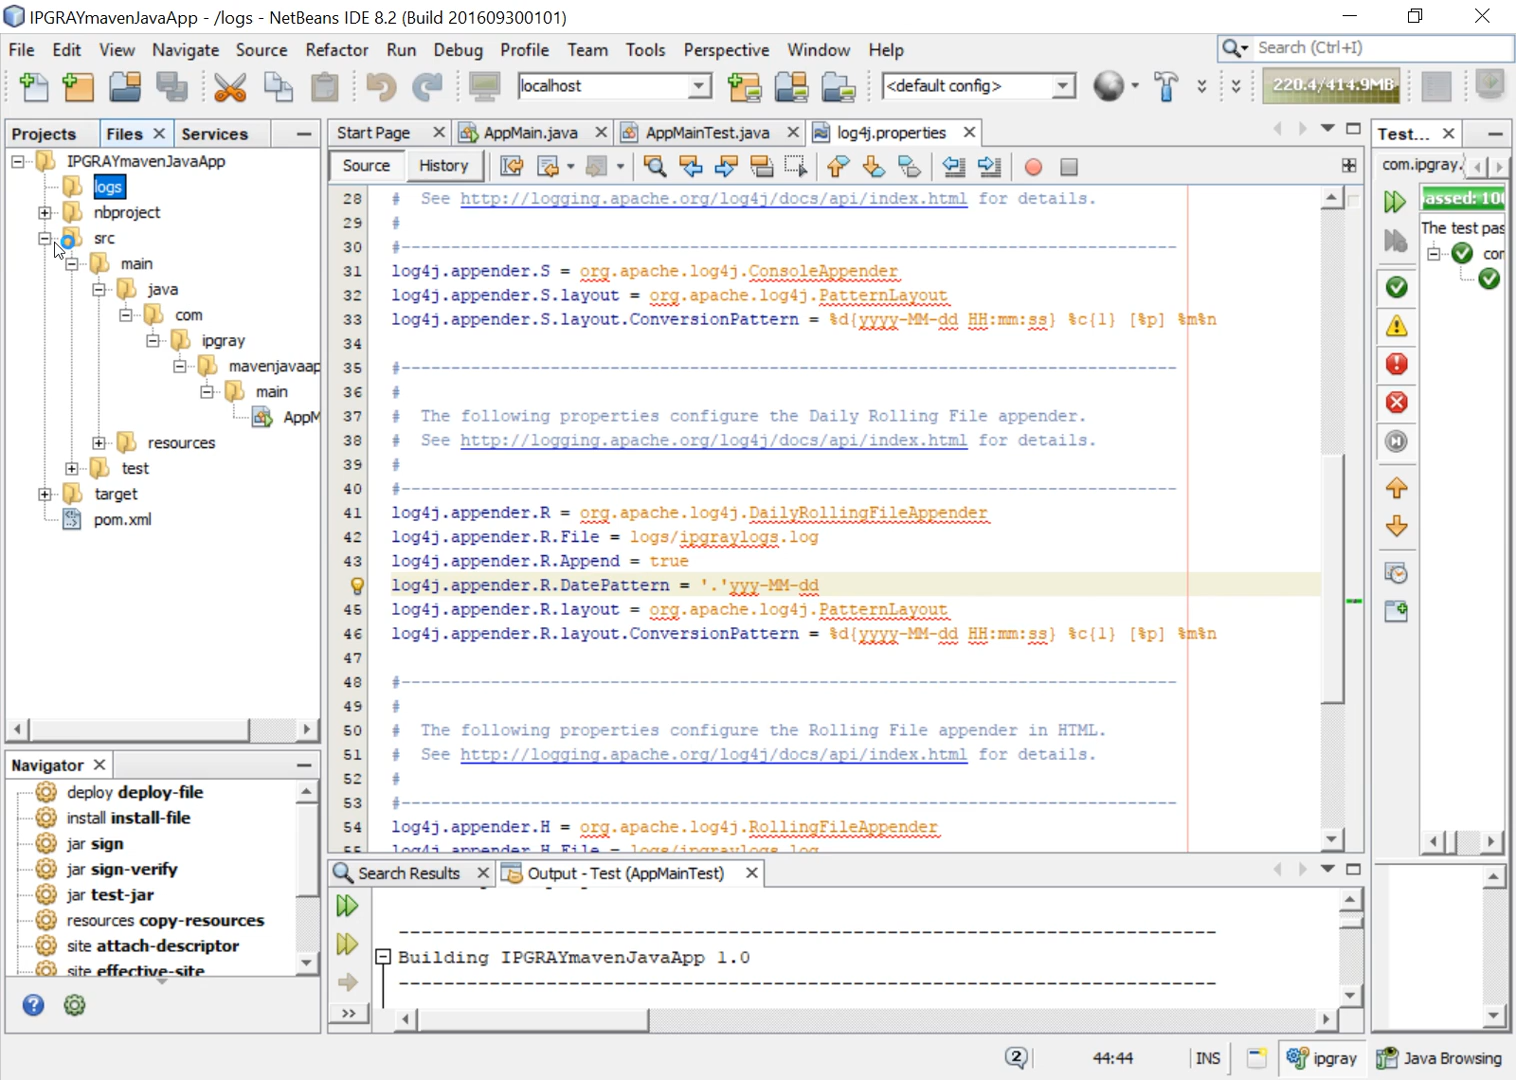 IPGRAYmavenJavaApp - /logs - NetBeans IDE 8.2 (Build 201609300101)
File Edit View Navigate Source Refactor Run Debug Profile Team Tools Perspective Window Help
Search (Ctrl+I)
localhost
<default config>
220.4/414.9MB
Projects
Files
Services
IPGRAYmavenJavaApp
logs
nbproject
src
main
java
com
ipgray
mavenjavaap
main
AppM
resources
test
target
pom.xml
Navigator
deploy deploy-file
install install-file
jar sign
jar sign-verify
jar test-jar
resources copy-resources
site attach-descriptor
site effective-site
Start Page
AppMain.java
AppMainTest.java
log4j.properties
Source History
28 # See http://logging.apache.org/log4j/docs/api/index.html for details.
29 #
30 #-------------------------------------------------------------------------------
31 log4j.appender.S = org.apache.log4j.ConsoleAppender
32 log4j.appender.S.layout = org.apache.log4j.PatternLayout
33 log4j.appender.S.layout.ConversionPattern = %d{yyyy-MM-dd HH:mm:ss} %c{1} [%p] %m%n
34
35 #-------------------------------------------------------------------------------
36 #
37 # The following properties configure the Daily Rolling File appender.
38 # See http://logging.apache.org/log4j/docs/api/index.html for details.
39 #
40 #-------------------------------------------------------------------------------
41 log4j.appender.R = org.apache.log4j.DailyRollingFileAppender
42 log4j.appender.R.File = logs/ipgraylogs.log
43 log4j.appender.R.Append = true
log4j.appender.R.DatePattern = '.'yyy-MM-dd
45 log4j.appender.R.layout = org.apache.log4j.PatternLayout
46 log4j.appender.R.layout.ConversionPattern = %d{yyyy-MM-dd HH:mm:ss} %c{1} [%p] %m%n
47
48 #-------------------------------------------------------------------------------
49 #
50 # The following properties configure the Rolling File appender in HTML.
51 # See http://logging.apache.org/log4j/docs/api/index.html for details.
52 #
53 #-------------------------------------------------------------------------------
54 log4j.appender.H = org.apache.log4j.RollingFileAppender
55 log4j.appender.H.File = logs/ipgraylogs.log
Search Results
Output - Test (AppMainTest)
------------------------------------------------------------------------
Building IPGRAYmavenJavaApp 1.0
------------------------------------------------------------------------
Test...
com.ipgray.
assed: 100
The test pas
com
2
44:44
INS
ipgray
Java Browsing